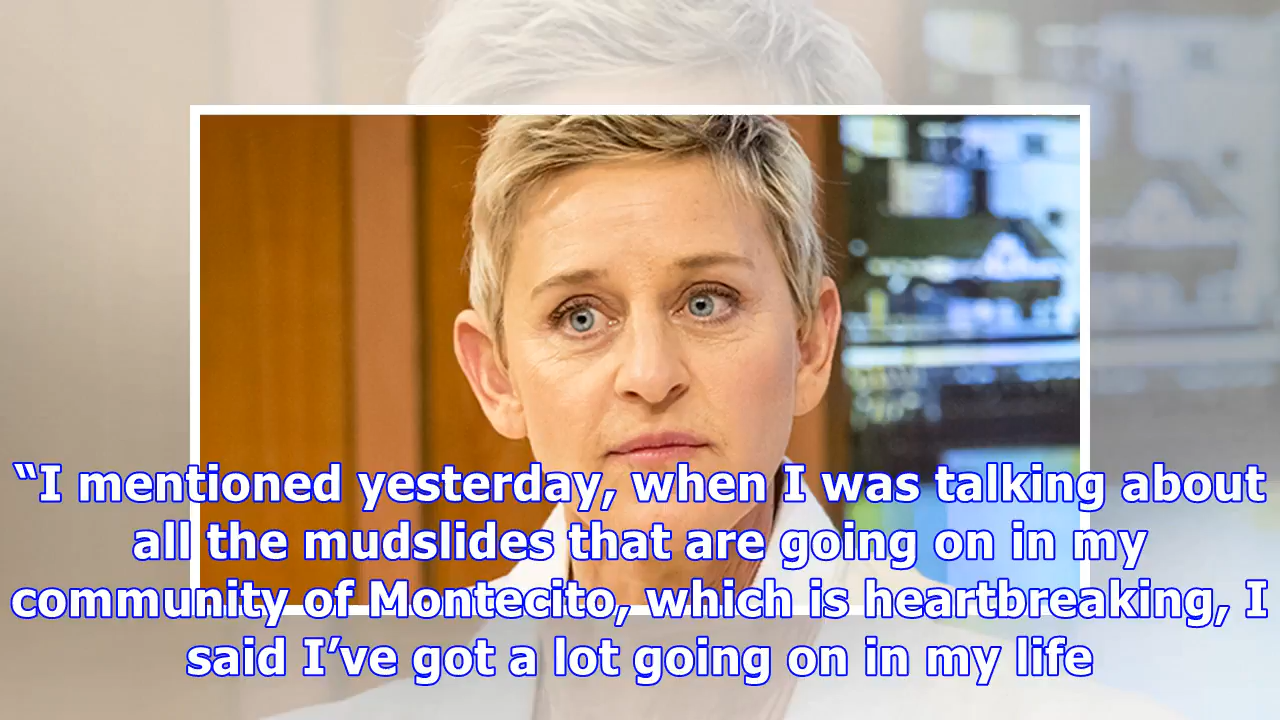 “I mentioned yesterday, when I was talking about
all the mudslides that are going on in my
community of Montecito, which is heartbreaking, I
said I’ve got a lot going on in my life